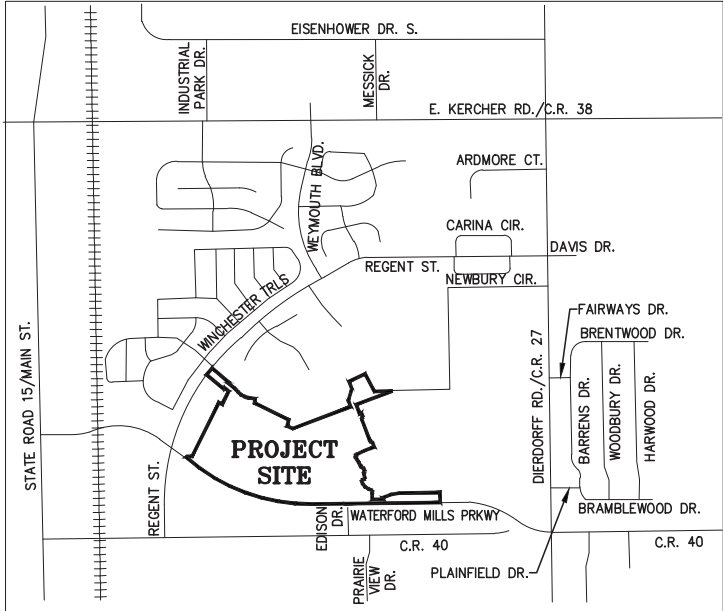 EISENHOWER DR. S.
INDUSTRIAL
PARK DR.
MESSICK
DR.
E. KERCHER RD./C.R. 38
WEYMOUTH BLVD.
ARDMORE CT.
CARINA CIR.
DAVIS DR.
REGENT ST.
NEWBURY CIR.
WINCHESTER TRLS
FAIRWAYS DR.
BRENTWOOD DR.
STATE ROAD 15/MAIN ST.
DIERDORFF RD./C.R. 27
BARRENS DR.
WOODBURY DR.
HARWOOD DR.
PROJECT
SITE
REGENT ST.
EDISON
DR.
WATERFORD MILLS PRKWY
BRAMBLEWOOD DR.
C.R. 40
C.R. 40
PLAINFIELD DR.
PRAIRIE
VIEW
DR.